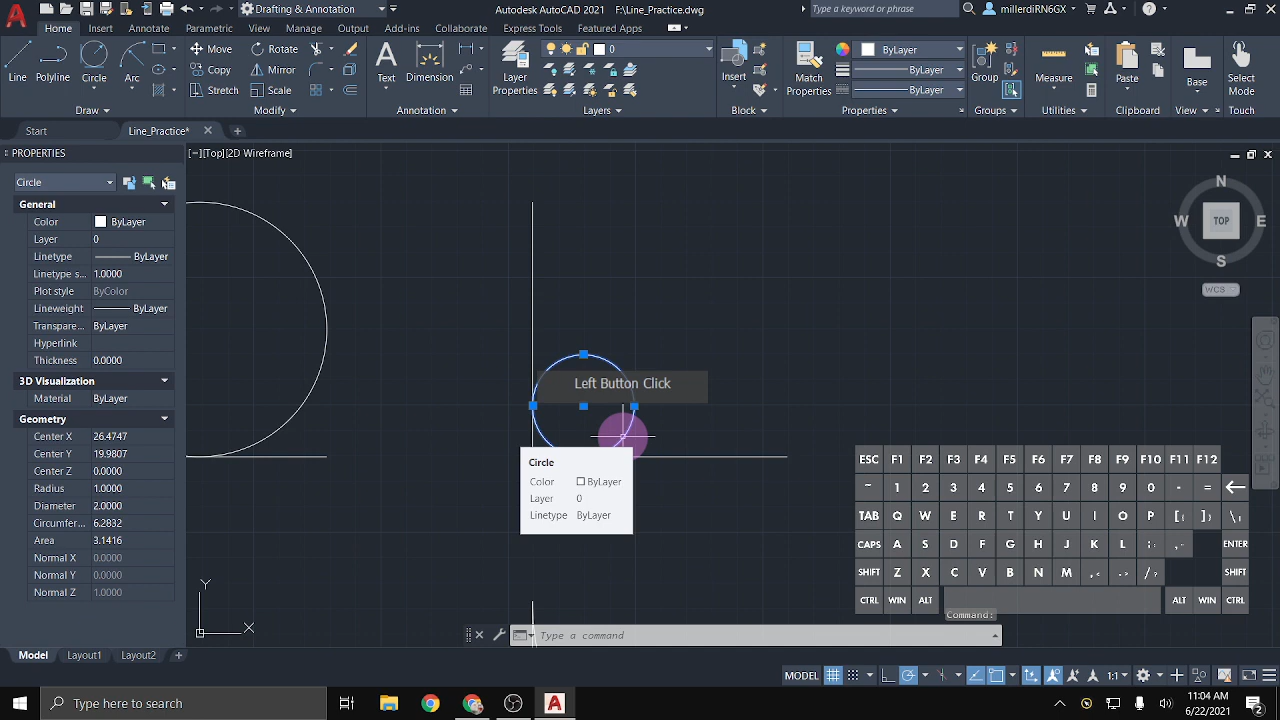 Drafting & Annotation
Autodesk AutoCAD 2021 F:\Line_Practice.dwg
Type a keyword or phrase
millerdiRNGX
Home Insert Annotate Parametric View Manage Output Add-ins Collaborate Express Tools Featured Apps
Line
Polyline
Circle
Arc
Draw
Move
Rotate
Copy
Mirror
Stretch
Scale
Modify
Text
Dimension
Annotation
Layer
Properties
0
Layers
Insert
Block
Match
Properties
ByLayer
ByLayer
ByLayer
Properties
Group
Groups
Measure
Utilities
Paste
Clipboard
Base
View
Select
Mode
Touch
Start
Line_Practice*
PROPERTIES
[−][Top][2D Wireframe]
Circle
General
Color ByLayer
Layer 0
Linetype ByLayer
Linetype s... 1.0000
Plot style ByColor
Lineweight ByLayer
Transpare... ByLayer
Hyperlink
Thickness 0.0000
3D Visualization
Material ByLayer
Geometry
Center X 26.4747
Center Y 19.9807
Center Z 0.0000
Radius 1.0000
Diameter 2.0000
Circumfer... 6.2832
Area 3.1416
Normal X 0.0000
Normal Y 0.0000
Normal Z 1.0000
N
W TOP E
S
WCS
Left Button Click
Circle
Color ByLayer
Layer 0
Linetype ByLayer
ESC F1 F2 F3 F4 F5 F6 F7 F8 F9 F10 F11 F12
~ 1 2 3 4 5 6 7 8 9 0 - =
TAB Q W E R T Y U I O P [{ ]} \|
CAPS A S D F G H J K L ;: ," ENTER
SHIFT Z X C V B N M ,< .> /? SHIFT
CTRL WIN ALT ALT WIN CTRL
Command:
Y
X
Type a command
Model Layout1 Layout2
MODEL
1:1
Type here to search
11:04 AM
6/22/2021
2